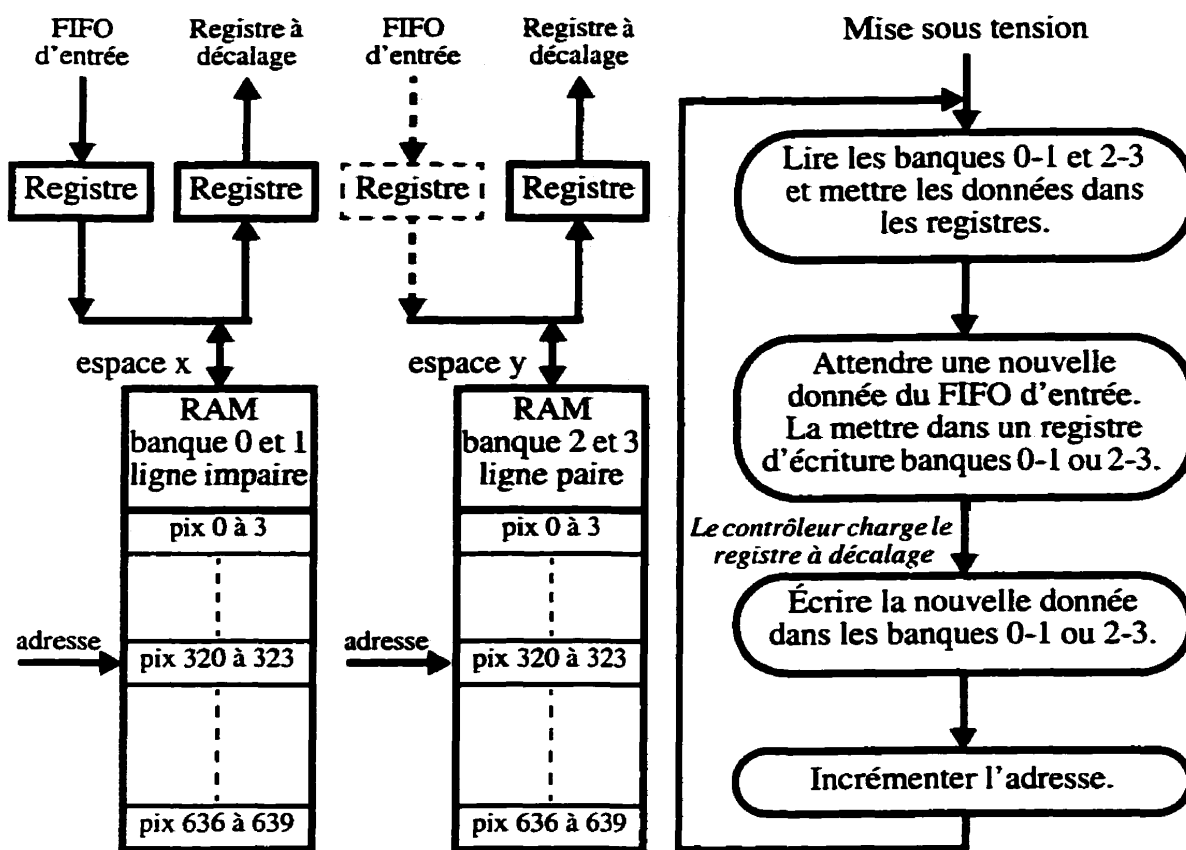 FIFO
d'entrée
Registre à
décalage
FIFO
d'entrée
Registre à
décalage
Registre
Registre
Registre
Registre
espace x
espace y
RAM
banque 0 et 1
ligne impaire
pix 0 à 3
adresse
pix 320 à 323
pix 636 à 639
RAM
banque 2 et 3
ligne paire
pix 0 à 3
adresse
pix 320 à 323
pix 636 à 639
Mise sous tension
Lire les banques 0-1 et 2-3
et mettre les données dans
les registres.
Attendre une nouvelle
donnée du FIFO d'entrée.
La mettre dans un registre
d'écriture banques 0-1 ou 2-3.
Le contrôleur charge le
registre à décalage
Écrire la nouvelle donnée
dans les banques 0-1 ou 2-3.
Incrémenter l'adresse.